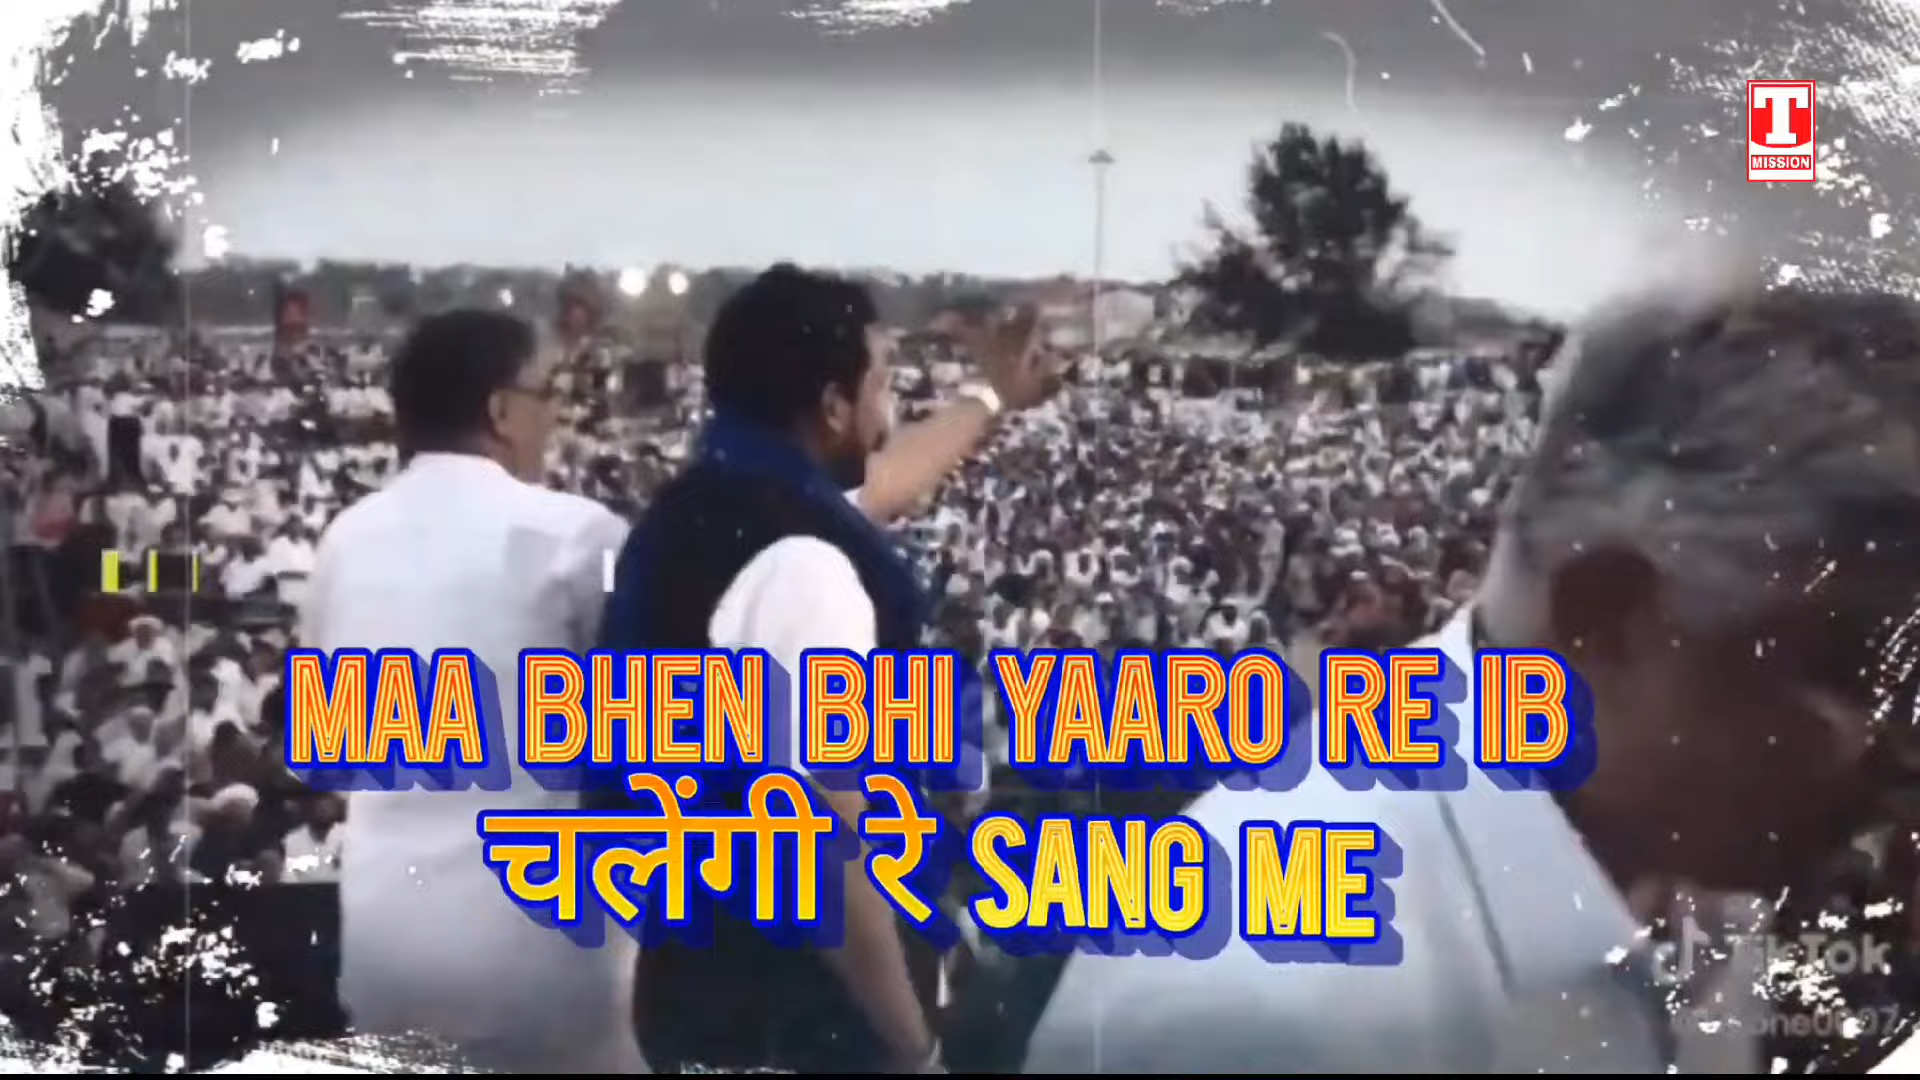 T
MISSION
MAA BHEN BHI YAARO RE IB
चलेंगी रे SANG ME
TikTok